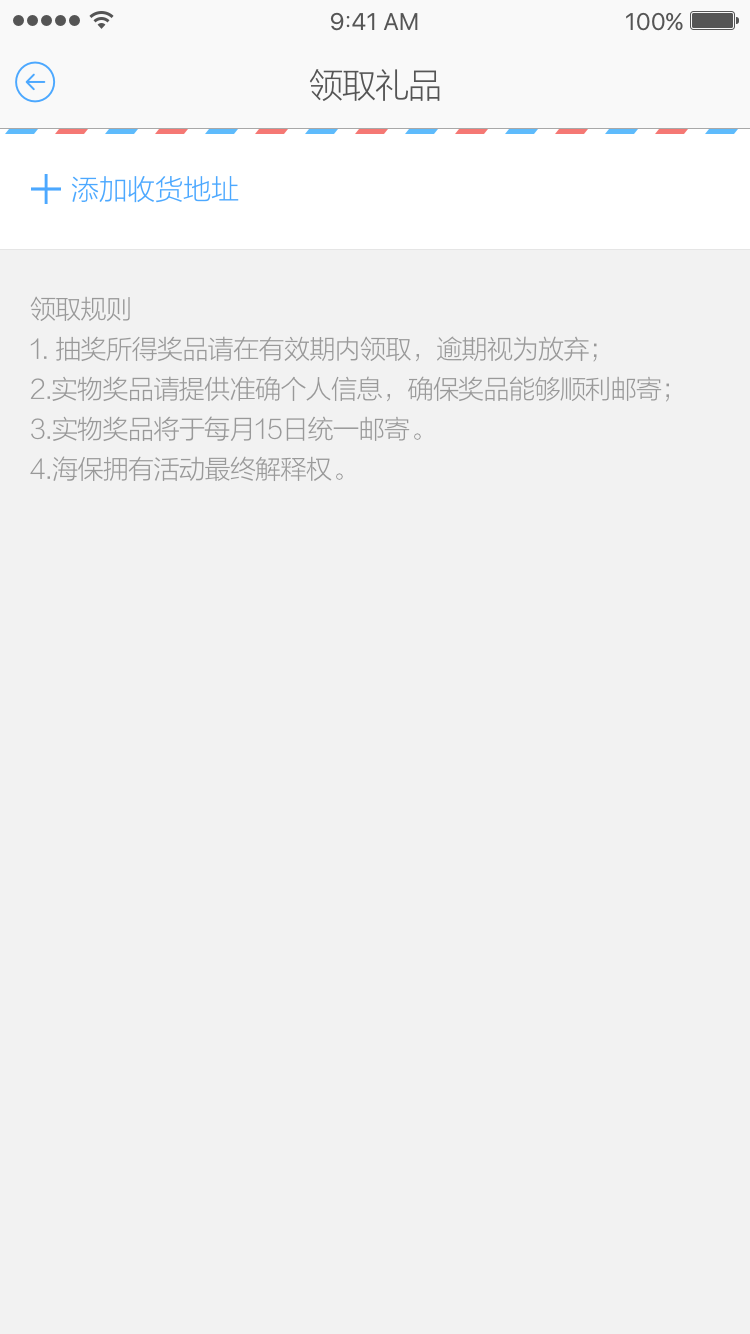 9:41 AM
100%
领取礼品
添加收货地址
领取规则
1. 抽奖所得奖品请在有效期内领取，逾期视为放弃；
2.实物奖品请提供准确个人信息，确保奖品能够顺利邮寄；
3.实物奖品将于每月15日统一邮寄。
4.海保拥有活动最终解释权。